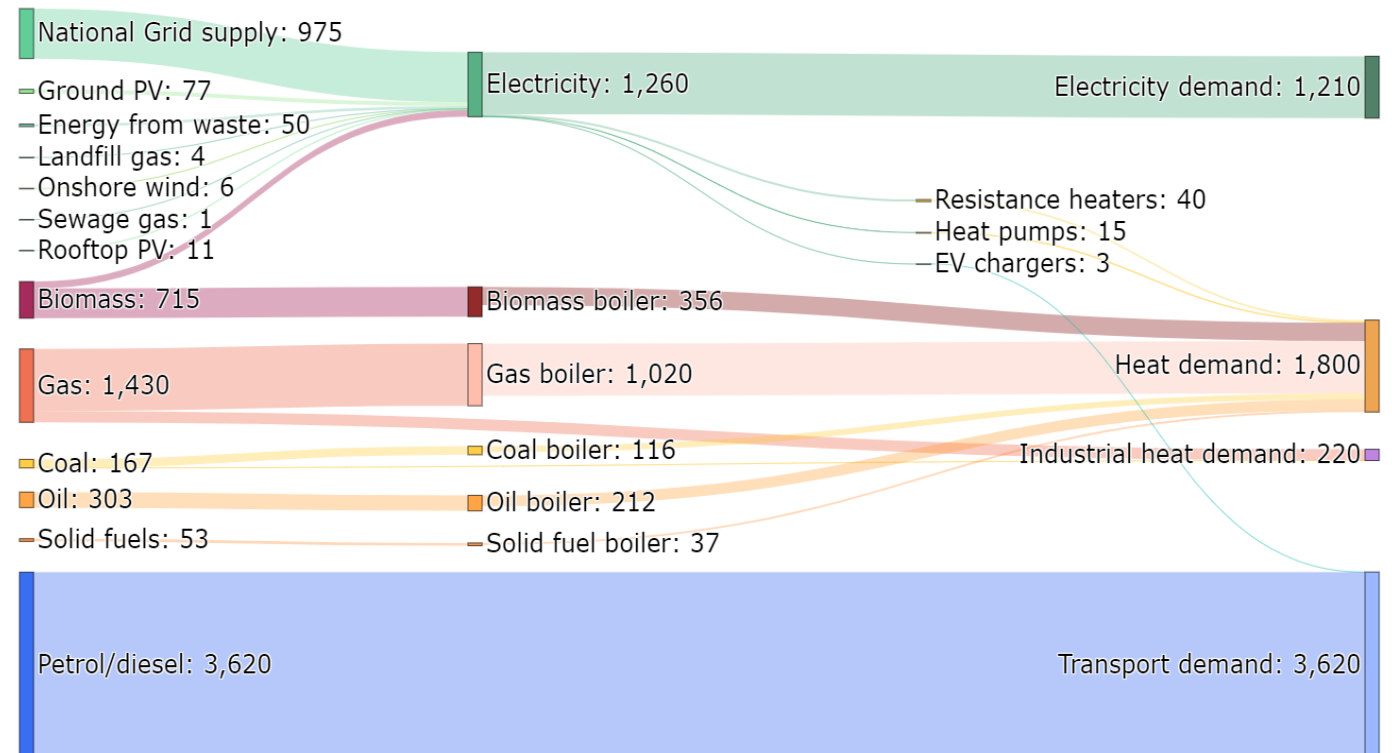 National Grid supply: 975
Ground PV: 77
Energy from waste: 50
Landfill gas: 4
Onshore wind: 6
Sewage gas: 1
Rooftop PV: 11
Biomass: 715
Gas: 1,430
Coal: 167
Oil: 303
Solid fuels: 53
Petrol/diesel: 3,620
Electricity: 1,260
Biomass boiler: 356
Gas boiler: 1,020
Coal boiler: 116
Oil boiler: 212
Solid fuel boiler: 37
Resistance heaters: 40
Heat pumps: 15
EV chargers: 3
Electricity demand: 1,210
Heat demand: 1,800
Industrial heat demand: 220
Transport demand: 3,620